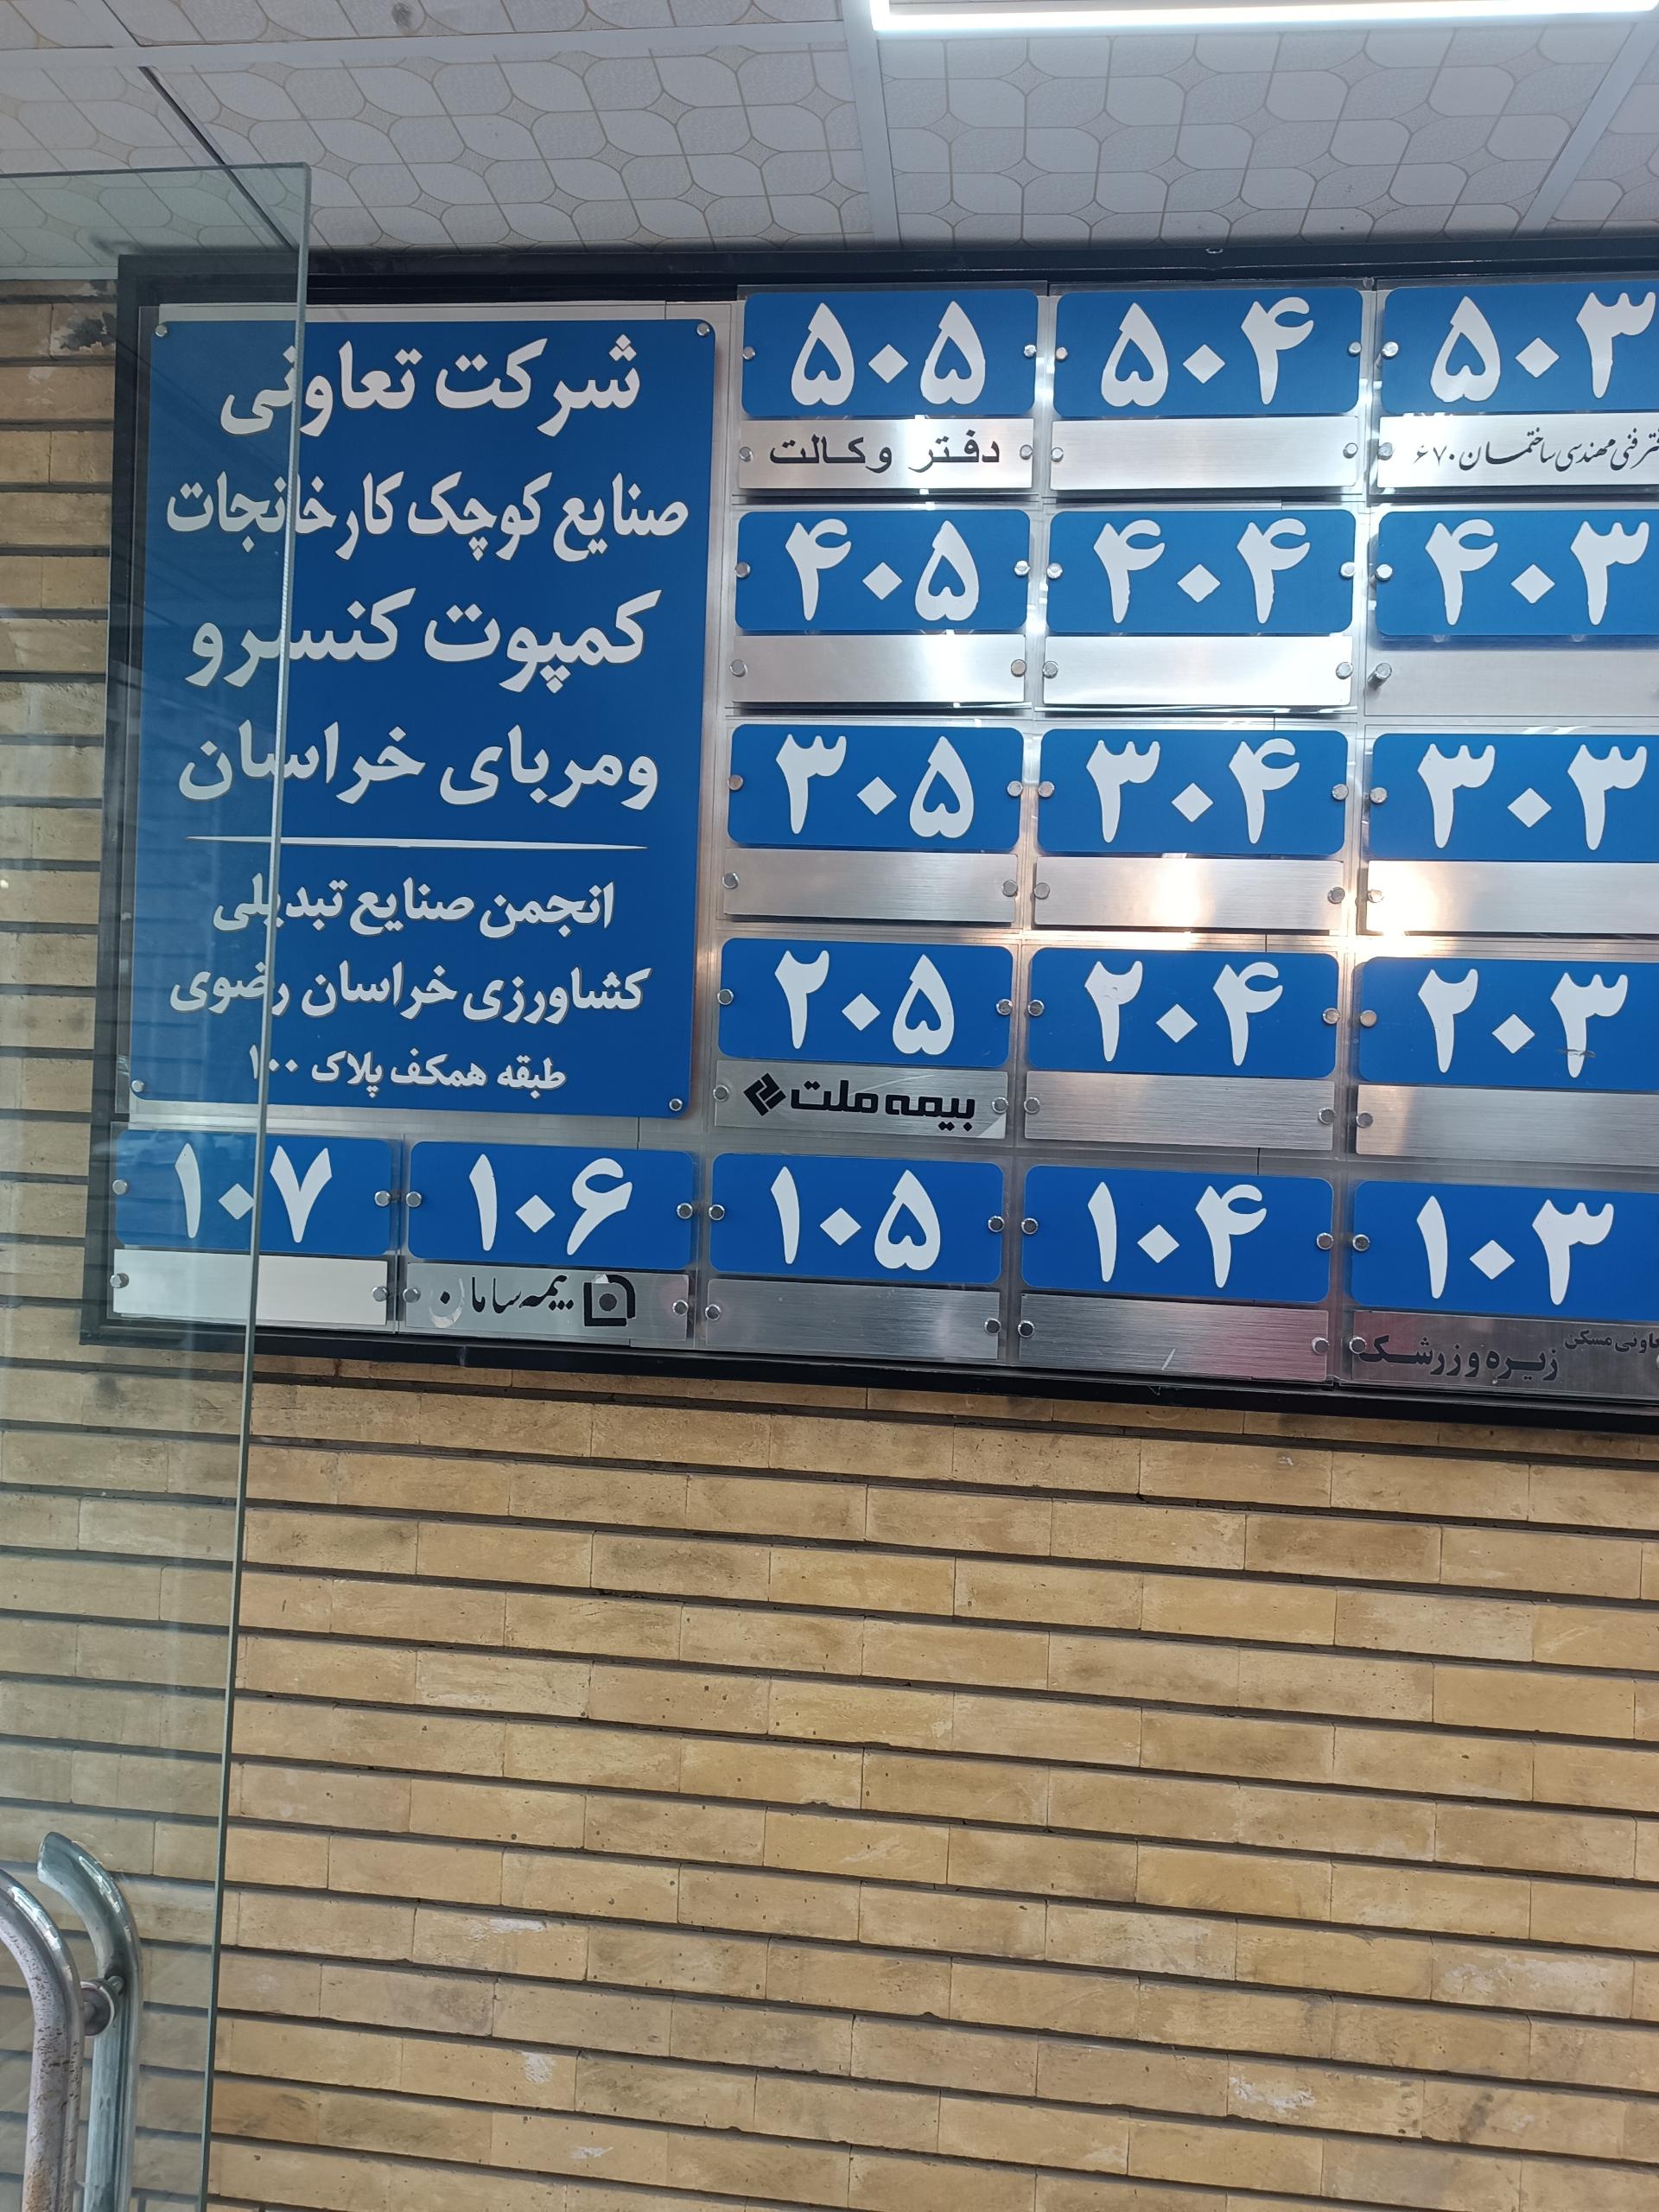 شرکت تعاونی
صنایع کوچک کارخانجات
کمپوت کنسرو
ومربای خراسان
انجمن صنایع تبدیلی
کشاورزی خراسان رضوی
طبقه همکف پلاک ۱۰۰
۵۰۳
فنی مهندسی ساختمان ۶۷۰
۵۰۴
۵۰۵
دفتر وکالت
۴۰۳
۴۰۴
۴۰۵
۳۰۳
۳۰۴
۳۰۵
۲۰۳
۲۰۴
۲۰۵
بیمه ملت
۱۰۳
مسکن
زیره و زرشک
۱۰۴
۱۰۵
۱۰۶
بیمه سامان
۱۰۷